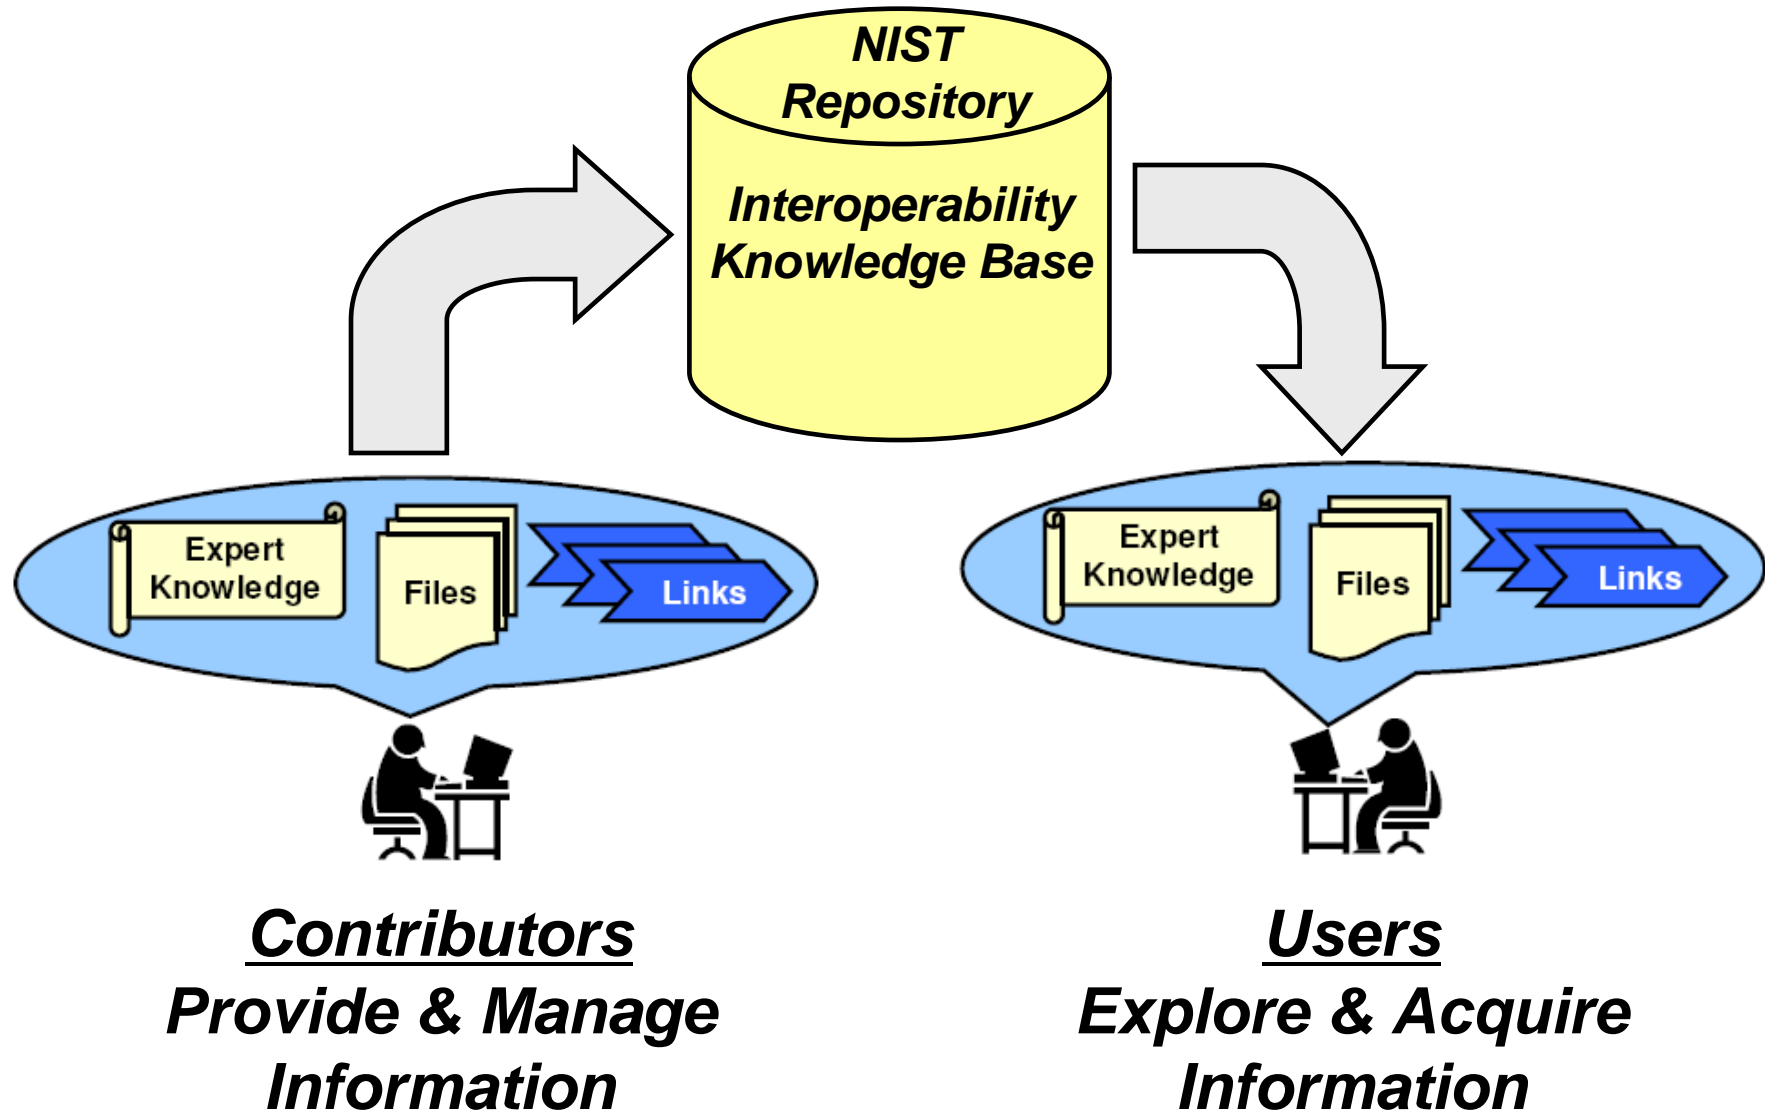 NIST
Repository
Interoperability
Knowledge Base
Expert
Knowledge
Files
Links
Expert
Knowledge
Files
Links
Contributors
Provide & Manage
Information
Users
Explore & Acquire
Information